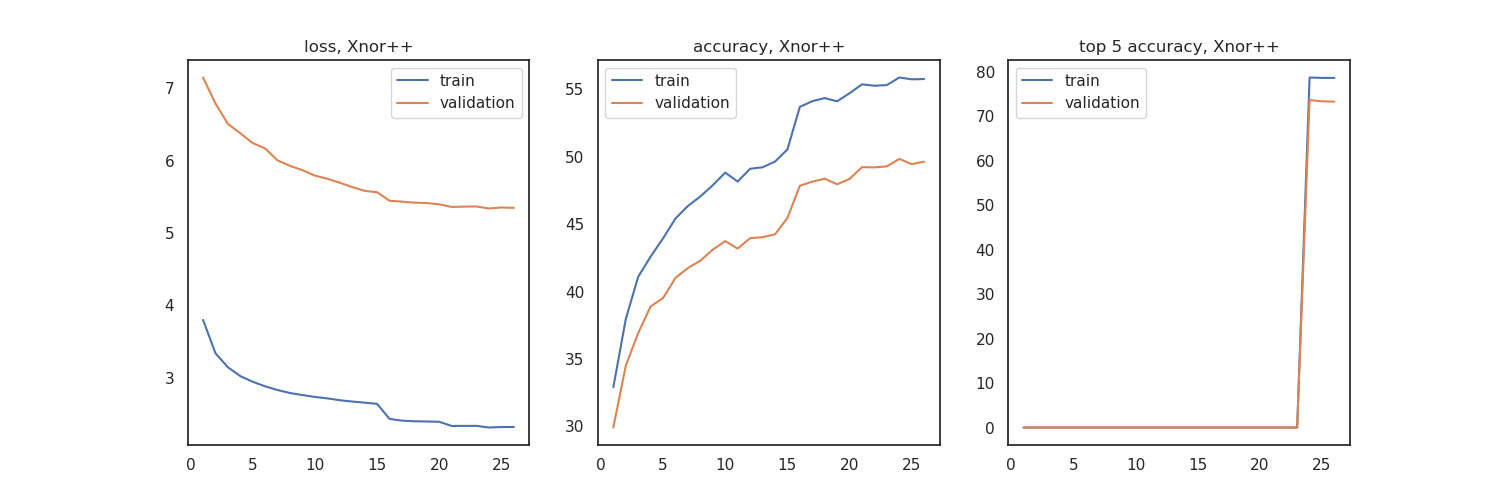 loss, Xnor++
train
validation
7
6
5
4
3
0 5 10 15 20 25
accuracy, Xnor++
train
validation
55
50
45
40
35
30
0 5 10 15 20 25
top 5 accuracy, Xnor++
train
validation
80
70
60
50
40
30
20
10
0
0 5 10 15 20 25